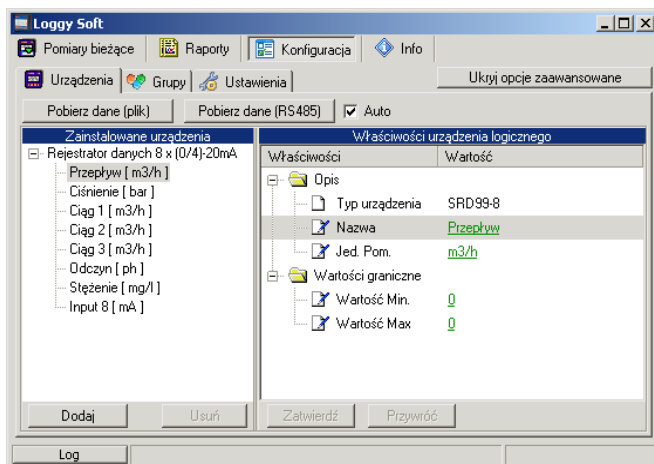 Loggy Soft
Pomiary bieżące Raporty Konfiguracja Info
Urządzenia Grupy Ustawienia Ukryj opcje zaawansowane
Pobierz dane (plik) Pobierz dane (RS485) Auto
Zainstalowane urządzenia
Rejestrator danych 8 x (0/4)-20mA
Przepływ [ m3/h ]
Ciśnienie [ bar ]
Ciąg 1 [ m3/h ]
Ciąg 2 [ m3/h ]
Ciąg 3 [ m3/h ]
Odczyn [ ph ]
Stężenie [ mg/l ]
Input 8 [ mA ]
Dodaj Usuń
Właściwości urządzenia logicznego
Właściwości Wartość
Opis
Typ urządzenia SRD99-8
Nazwa Przepływ
Jed. Pom. m3/h
Wartości graniczne
Wartość Min. 0
Wartość Max 0
Zatwierdź Przywróć
Log